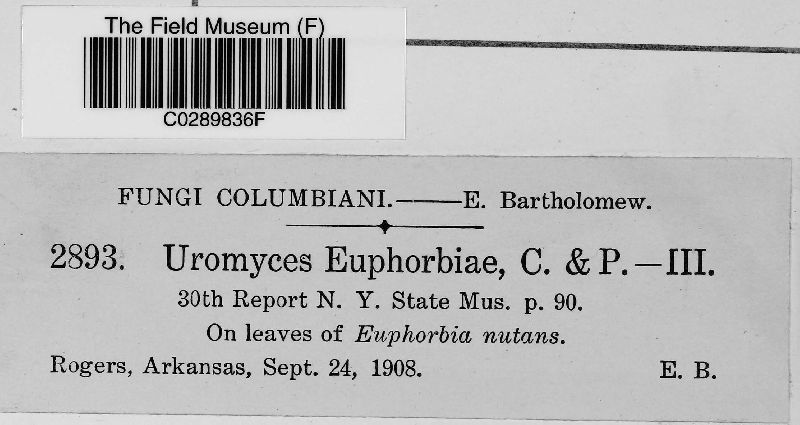 The Field Museum (F)
C0289836F
FUNGI COLUMBIANI.——E. Bartholomew.
2893. Uromyces Euphorbiae, C. & P.—III.
30th Report N. Y. State Mus. p. 90.
On leaves of Euphorbia nutans.
Rogers, Arkansas, Sept. 24, 1908. E. B.